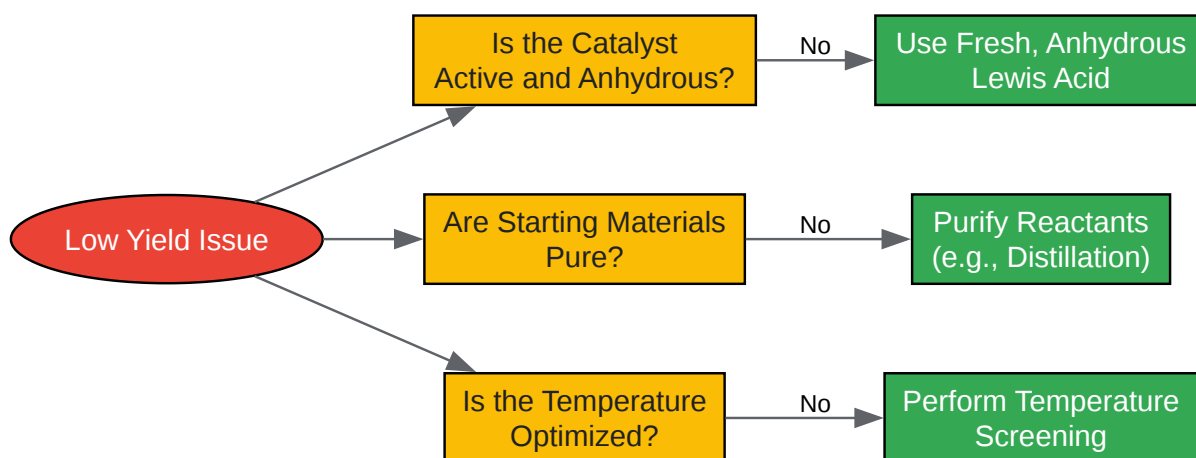 Is the Catalyst
Active and Anhydrous?
No
Use Fresh, Anhydrous
Lewis Acid
Low Yield Issue
Are Starting Materials
Pure?
No
Purify Reactants
(e.g., Distillation)
Is the Temperature
Optimized?
No
Perform Temperature
Screening